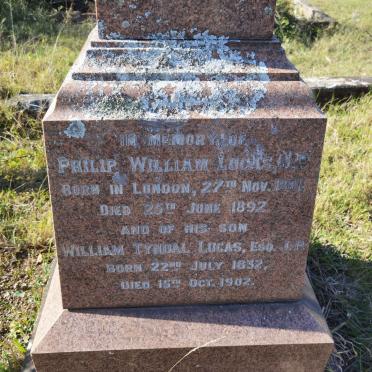 In Memory of
Philip William Lucas,
Born in London, 27th Nov.
Died 25th June 1892
and of his son
William Tyndal Lucas, Esq. J.P.
Born 22nd July 1832,
Died 15th Oct. 1902.